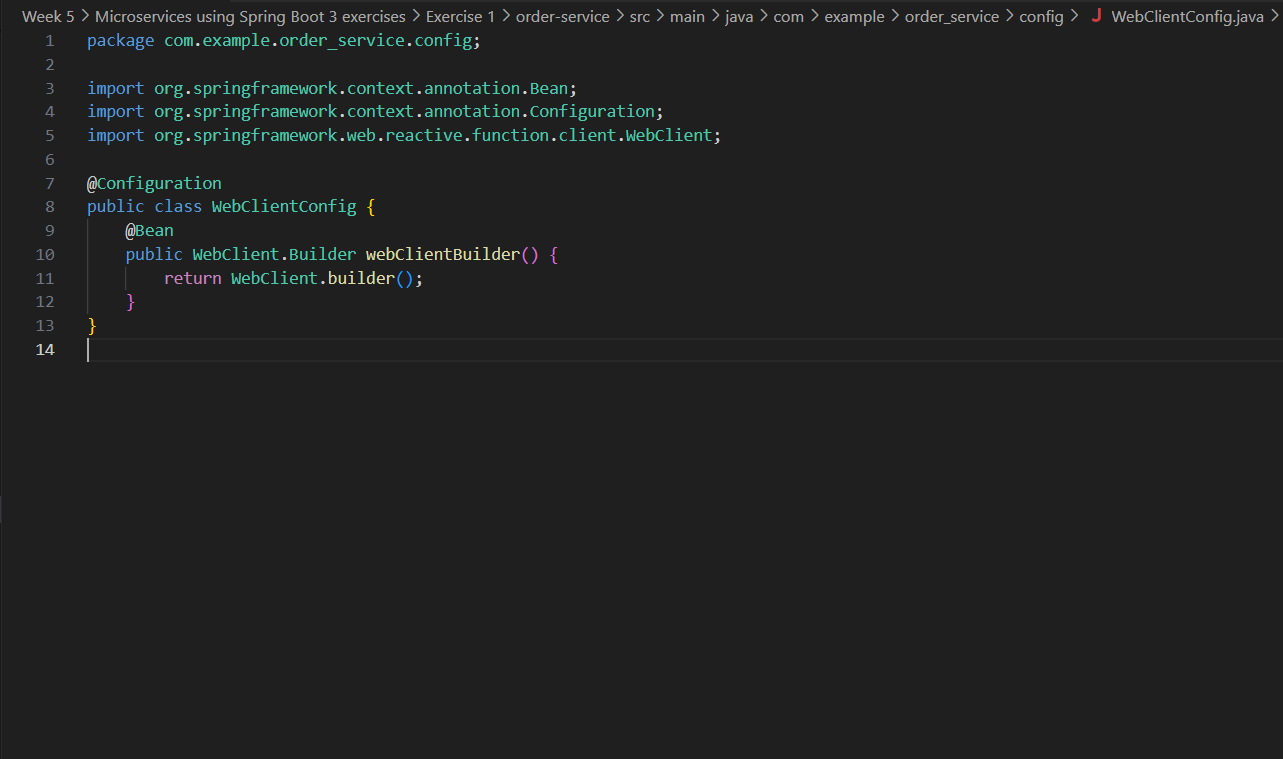 Week 5 > Microservices using Spring Boot 3 exercises > Exercise 1 > order-service > src > main > java > com > example > order_service > config > J WebClientConfig.java >
1 package com.example.order_service.config;
2
3 import org.springframework.context.annotation.Bean;
4 import org.springframework.context.annotation.Configuration;
5 import org.springframework.web.reactive.function.client.WebClient;
6
7 @Configuration
8 public class WebClientConfig {
9     @Bean
10     public WebClient.Builder webClientBuilder() {
11         return WebClient.builder();
12     }
13 }
14